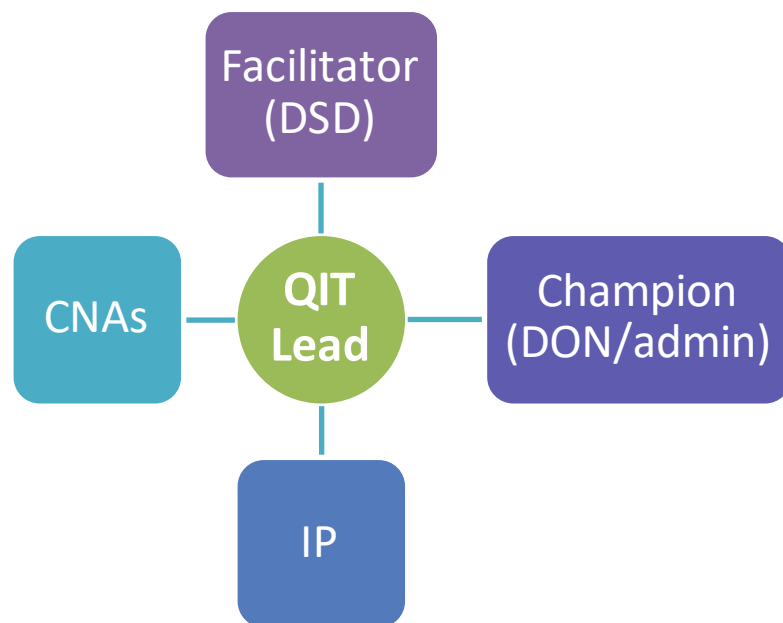 Facilitator
(DSD)
CNAs
QIT
Lead
Champion
(DON/admin)
IP